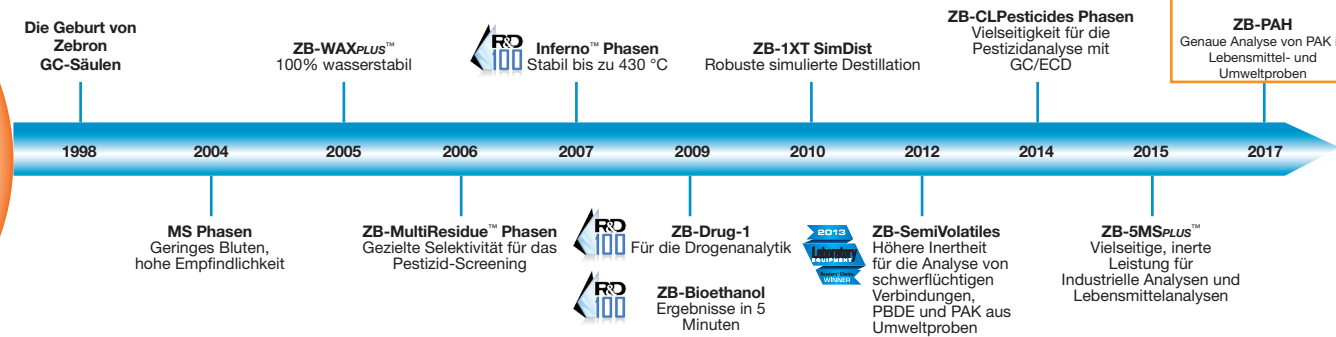 Die Geburt von
Zebron
GC-Säulen
ZB-WAXPLUS™
100% wasserstabil
R&D
100
Inferno™ Phasen
Stabil bis zu 430 °C
ZB-1XT SimDist
Robuste simulierte Destillation
ZB-CLPesticides Phasen
Vielseitigkeit für die
Pestizidanalyse mit
GC/ECD
ZB-PAH
Genaue Analyse von PAK i
Lebensmittel- und
Umweltproben
1998 2004 2005 2006 2007 2009 2010 2012 2014 2015 2017
MS Phasen
Geringes Bluten,
hohe Empfindlichkeit
ZB-MultiResidue™ Phasen
Gezielte Selektivität für das
Pestizid-Screening
R&D
100
ZB-Drug-1
Für die Drogenanalytik
R&D
100
ZB-Bioethanol
Ergebnisse in 5
Minuten
2013
Laboratory
EQUIPMENT
Readers' Choice
WINNER
ZB-SemiVolatiles
Höhere Inertheit
für die Analyse von
schwerflüchtigen
Verbindungen,
PBDE und PAK aus
Umweltproben
ZB-5MSPLUS™
Vielseitige, inerte
Leistung für
Industrielle Analysen und
Lebensmittelanalysen